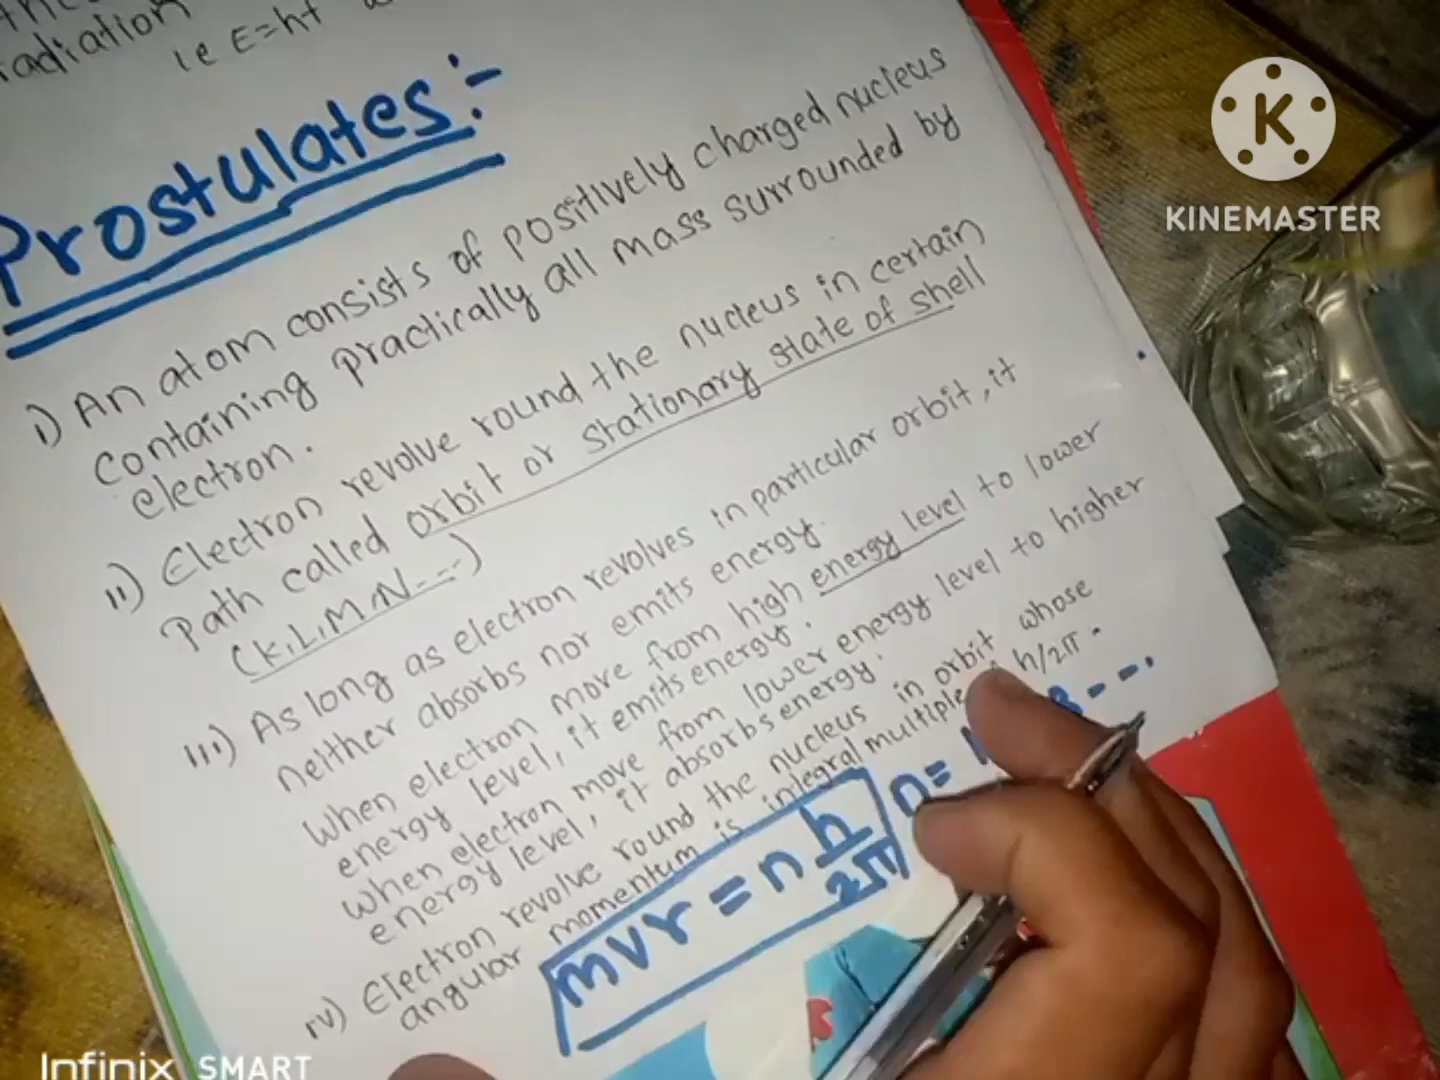 radiation
ie E=hf
Prostulates:-
i) An atom consists of positively charged nucleus
containing practically all mass surrounded by
electron.
ii) Electron revolve round the nucleus in certain
path called orbit or stationary state of shell
(K,L,M,N---)
iii) As long as electron revolves in particular orbit, it
neither absorbs nor emits energy.
When electron more from high energy level to lower
energy level, it emits energy.
when electron move from lower energy level to higher
energy level, it absorbs energy.
iv) Electron revolve round the nucleus in orbit whose
angular momentum is integral multiple h/2π.
mvr = n h/2π n=
KINEMASTER
Infinix SMART